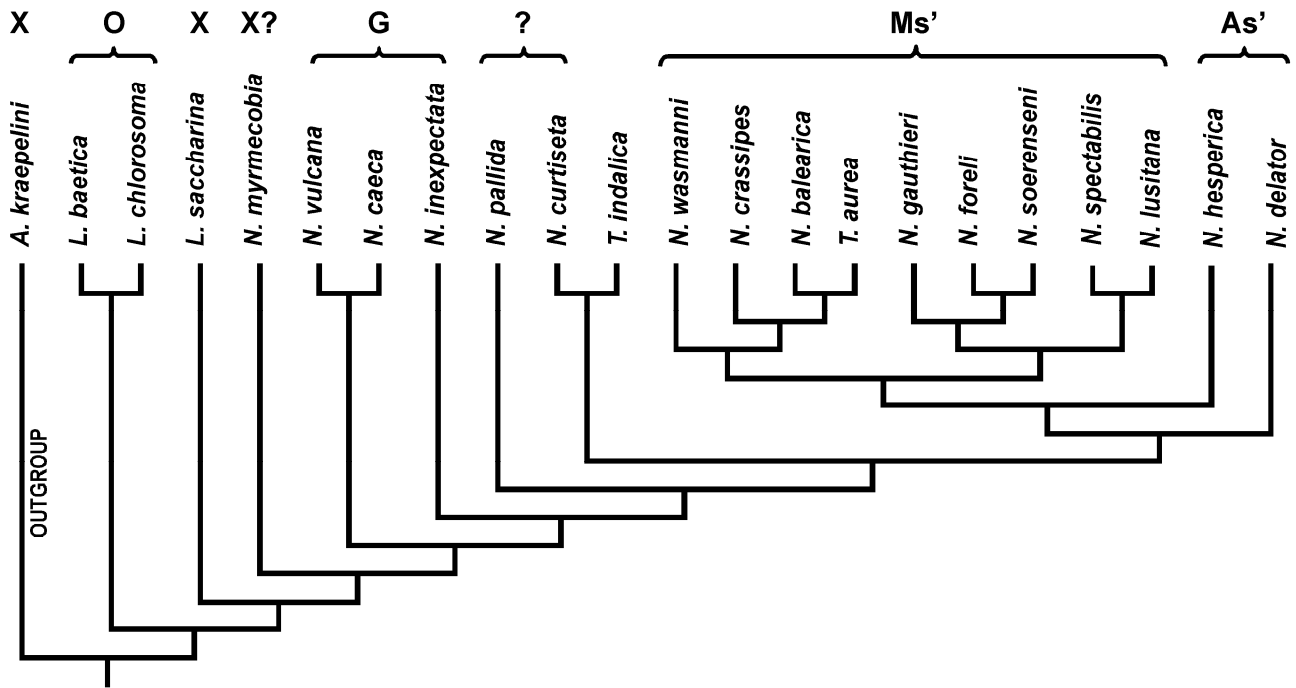 X O X X? G ? Ms’ As’
A. kraepelini
L. baetica
L. chlorosoma
L. saccharina
N. myrmecobia
N. vulcana
N. caeca
N. inexpectata
N. pallida
N. curtiseta
T. indalica
N. wasmanni
N. crassipes
N. balearica
T. aurea
N. gauthieri
N. foreli
N. soerenseni
N. spectabilis
N. lusitana
N. hesperica
N. delator
OUTGROUP